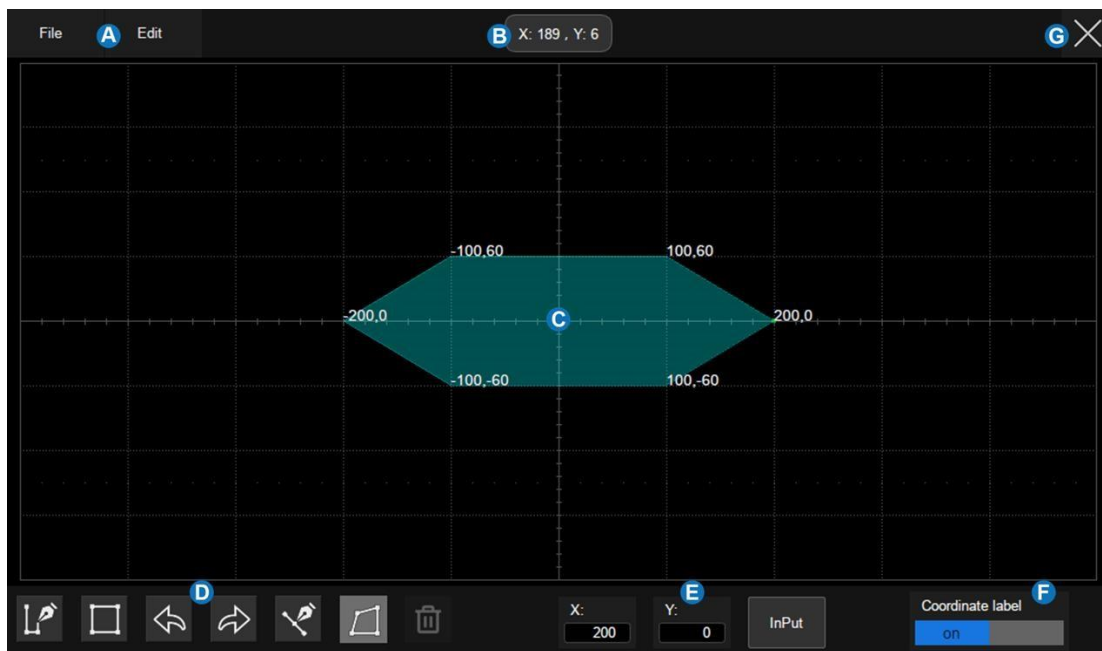 File A Edit B X: 189 , Y: 6 G
-100,60 100,60
-200,0 C 200,0
-100,-60 100,-60
D E F
X: Y: InPut Coordinate label
200 0 on